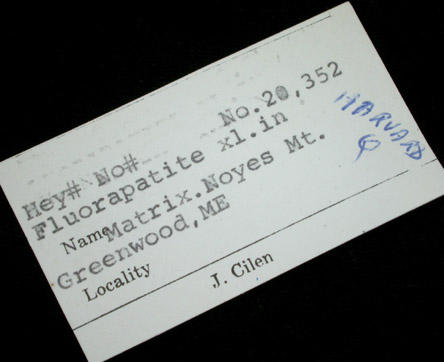 Hey# No# No.20,352
Fluorapatite xl.in
Name Matrix.Noyes Mt.
Greenwood,ME
Locality
J. Cilen
HARVARD